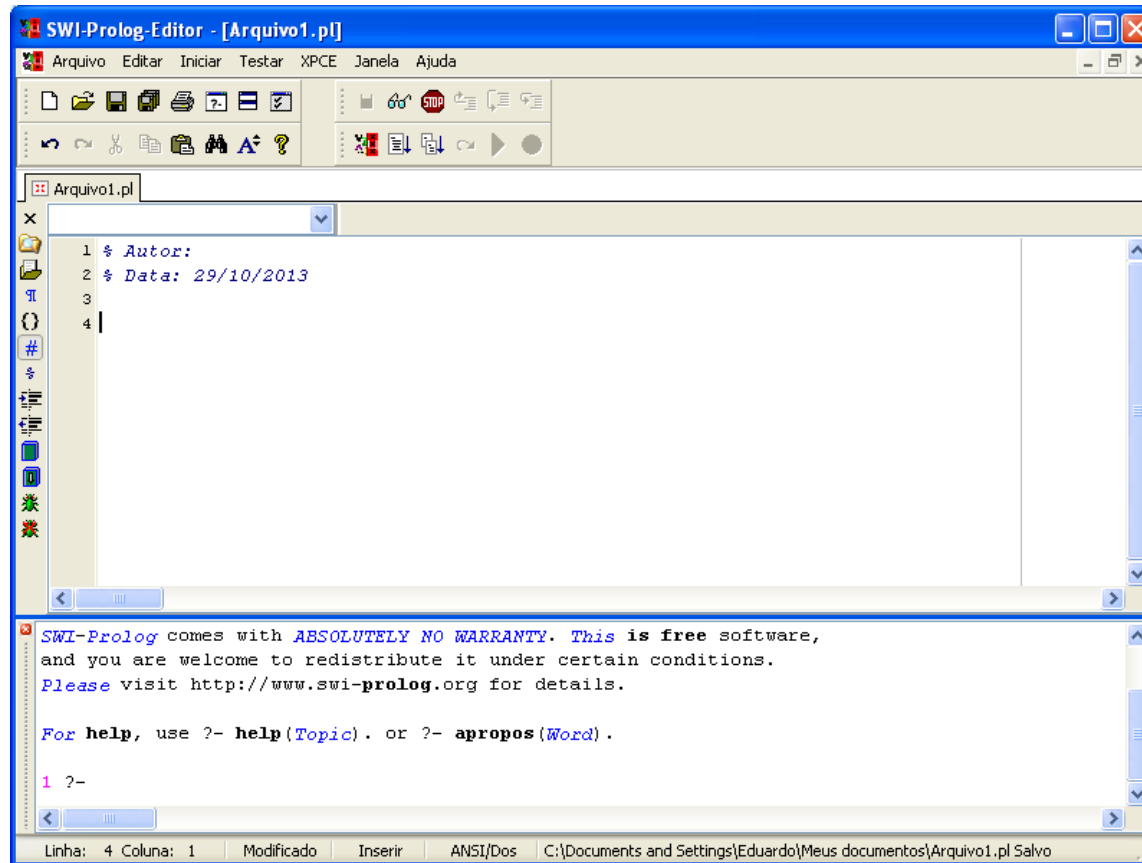 SWI-Prolog-Editor - [Arquivo1.pl]
Arquivo Editar Iniciar Testar XPCE Janela Ajuda
STOP
Arquivo1.pl
1 % Autor:
2 % Data: 29/10/2013
3
4
SWI-Prolog comes with ABSOLUTELY NO WARRANTY. This is free software,
and you are welcome to redistribute it under certain conditions.
Please visit http://www.swi-prolog.org for details.
For help, use ?- help(Topic). or ?- apropos(Word).
1 ?-
Linha: 4 Coluna: 1 Modificado Inserir ANSI/Dos C:\Documents and Settings\Eduardo\Meus documentos\Arquivo1.pl Salvo